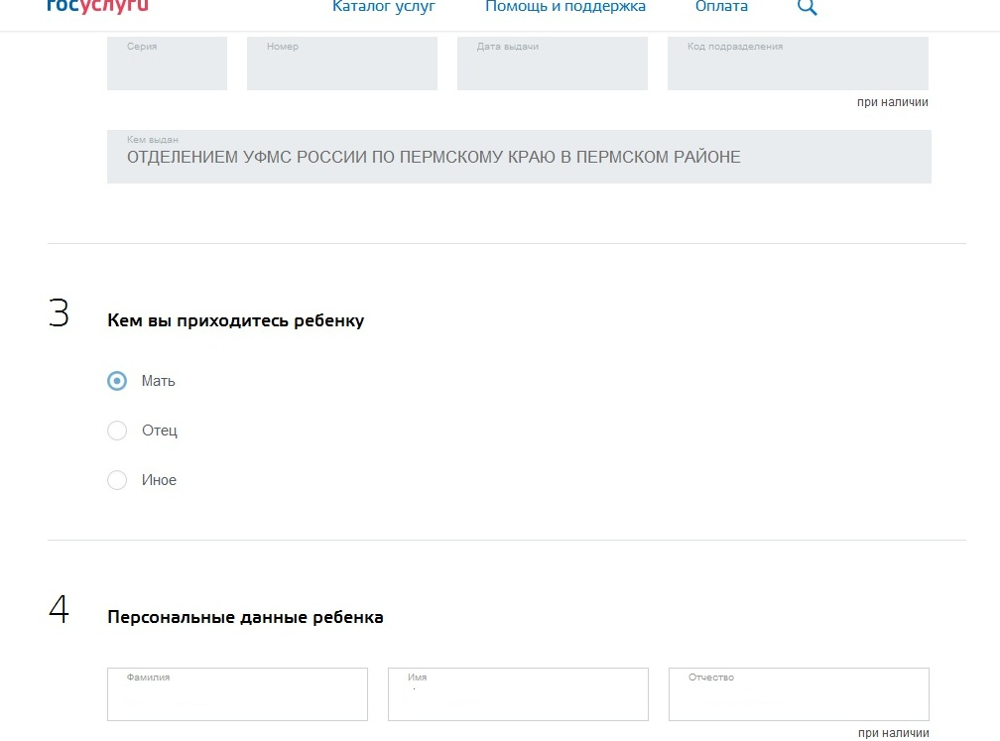 госуслуги Каталог услуг Помощь и поддержка Оплата
Серия Номер Дата выдачи Код подразделения
при наличии
Кем выдан
ОТДЕЛЕНИЕМ УФМС РОССИИ ПО ПЕРМСКОМУ КРАЮ В ПЕРМСКОМ РАЙОНЕ
3 Кем вы приходитесь ребенку
Мать
Отец
Иное
4 Персональные данные ребенка
Фамилия Имя Отчество
при наличии